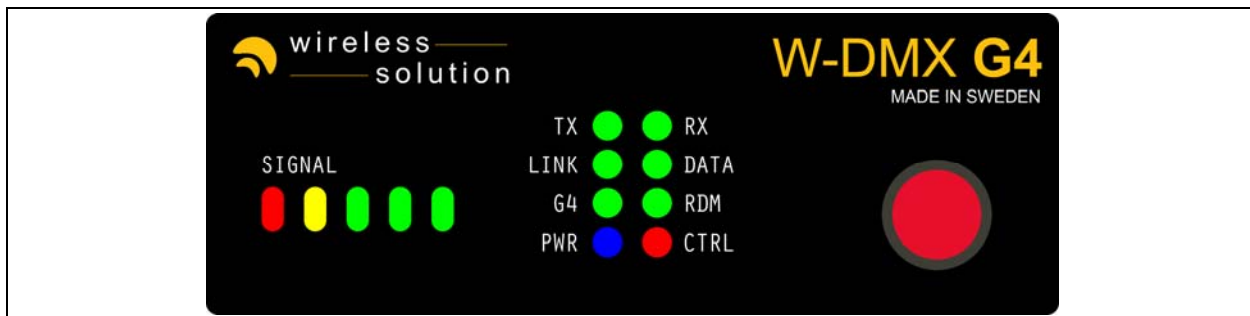 wireless
solution
W-DMX G4
MADE IN SWEDEN
SIGNAL
TX RX
LINK DATA
G4 RDM
PWR CTRL